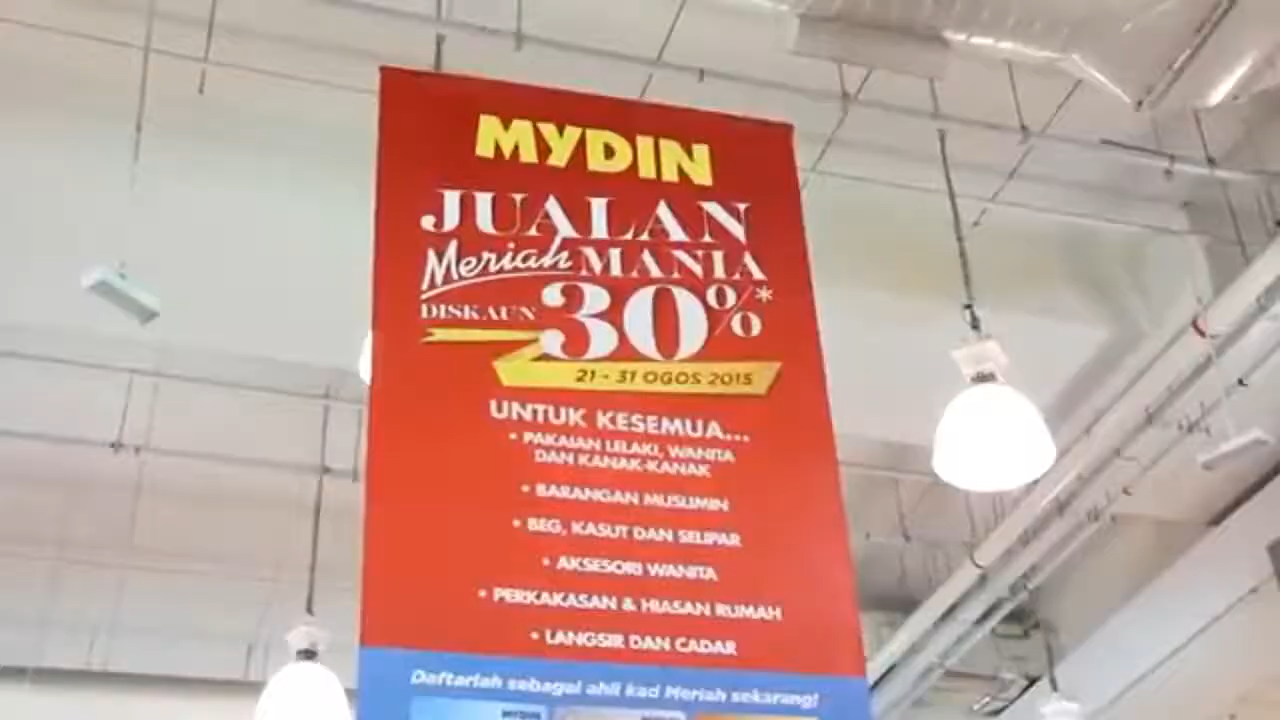 MYDIN
JUALAN
Meriah MANIA
DISKAUN 30%*
21 - 31 OGOS 2015
UNTUK KESEMUA...
• PAKAIAN LELAKI, WANITA
DAN KANAK-KANAK
• BARANGAN MUSLIMIN
• BEG, KASUT DAN SELIPAR
• AKSESORI WANITA
• PERKAKASAN & HIASAN RUMAH
• LANGSIR DAN CADAR
Daftarlah sebagai ahli kad Meriah sekarang!
MYDIN MYDIN